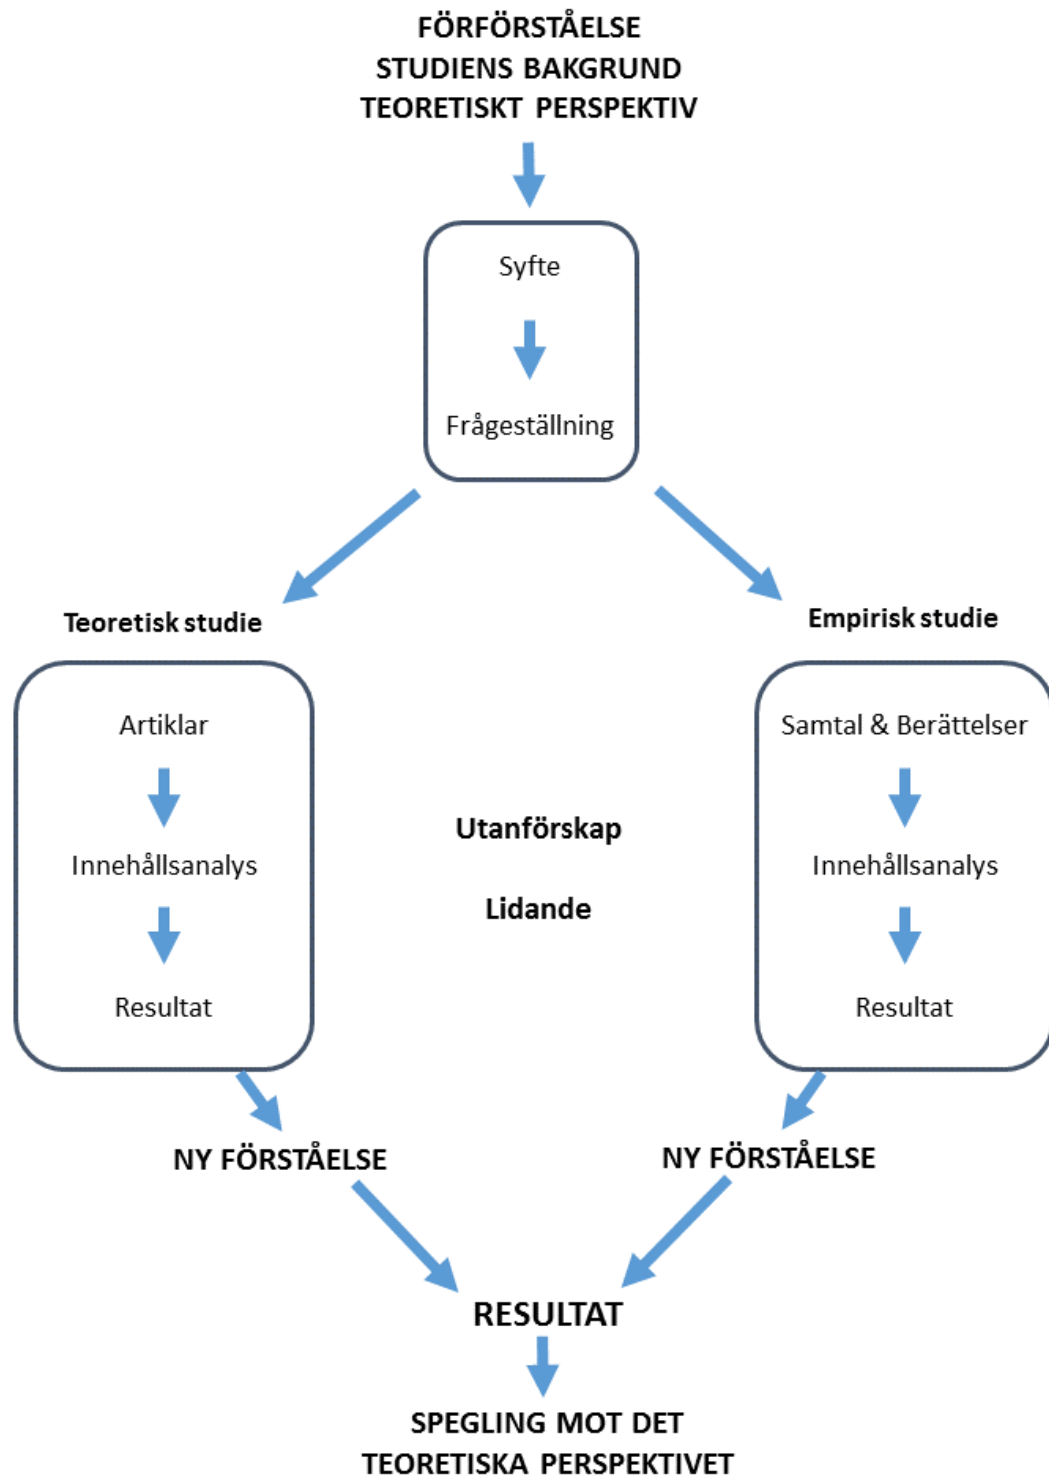 FÖRFÖRSTÅELSE
STUDIENS BAKGRUND
TEORETISKT PERSPEKTIV
Syfte
Frågeställning
Teoretisk studie
Artiklar
Innehållsanalys
Resultat
Utanförskap
Lidande
Empirisk studie
Samtal & Berättelser
Innehållsanalys
Resultat
NY FÖRSTÅELSE
NY FÖRSTÅELSE
RESULTAT
SPEGLING MOT DET
TEORETISKA PERSPEKTIVET